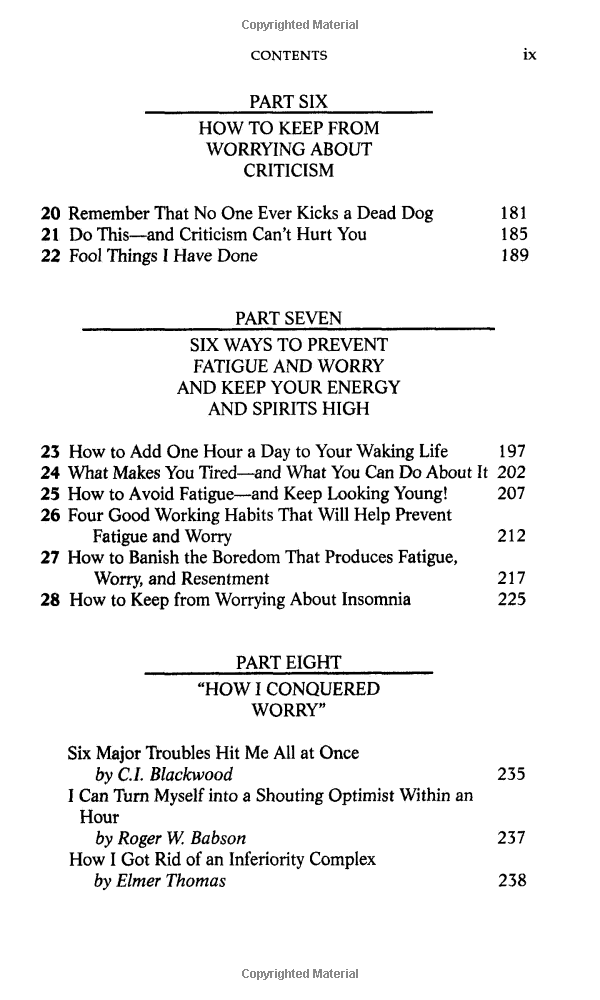 Copyrighted Material
CONTENTS ix
PART SIX
HOW TO KEEP FROM
WORRYING ABOUT
CRITICISM
20 Remember That No One Ever Kicks a Dead Dog 181
21 Do This—and Criticism Can't Hurt You 185
22 Fool Things I Have Done 189
PART SEVEN
SIX WAYS TO PREVENT
FATIGUE AND WORRY
AND KEEP YOUR ENERGY
AND SPIRITS HIGH
23 How to Add One Hour a Day to Your Waking Life 197
24 What Makes You Tired—and What You Can Do About It 202
25 How to Avoid Fatigue—and Keep Looking Young! 207
26 Four Good Working Habits That Will Help Prevent
Fatigue and Worry 212
27 How to Banish the Boredom That Produces Fatigue,
Worry, and Resentment 217
28 How to Keep from Worrying About Insomnia 225
PART EIGHT
“HOW I CONQUERED
WORRY”
Six Major Troubles Hit Me All at Once
by C.I. Blackwood 235
I Can Turn Myself into a Shouting Optimist Within an
Hour
by Roger W. Babson 237
How I Got Rid of an Inferiority Complex
by Elmer Thomas 238
Copyrighted Material